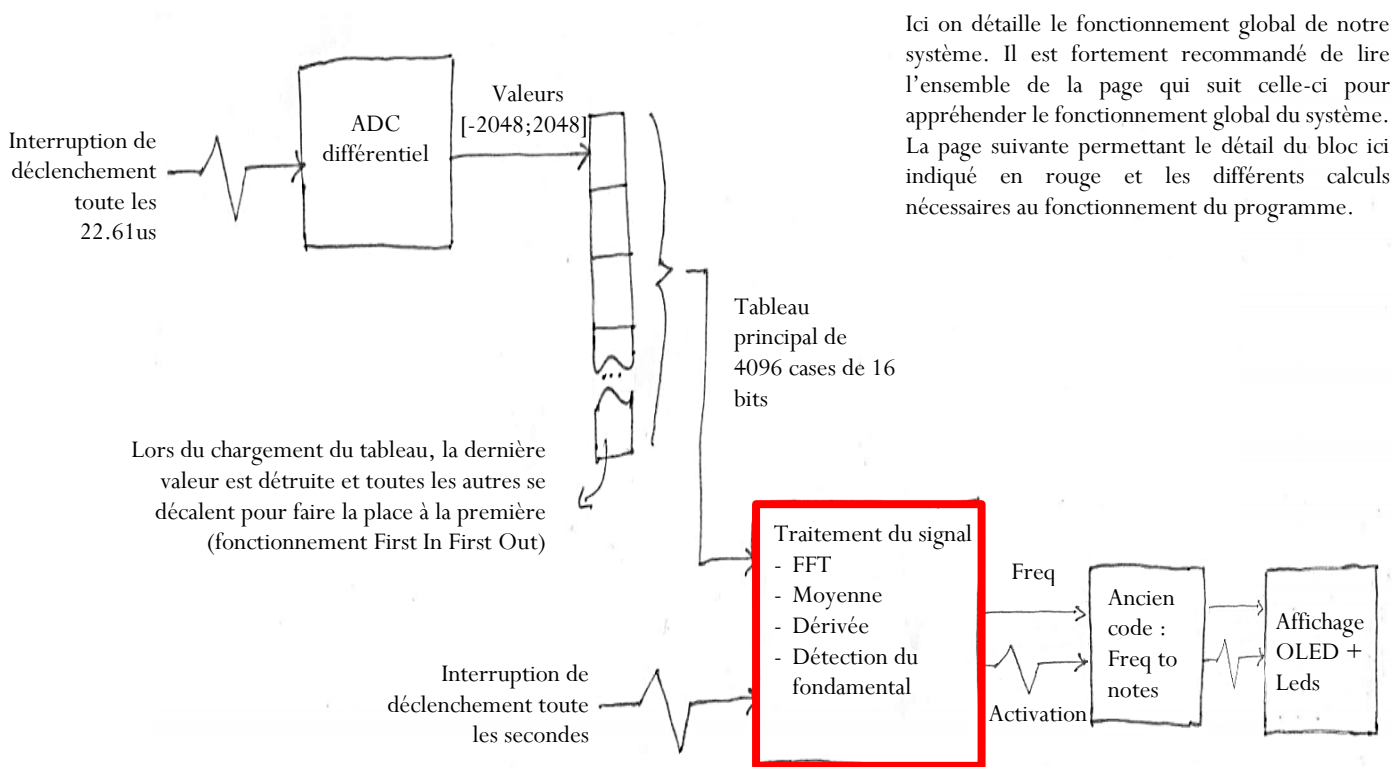 Ici on détaille le fonctionnement global de notre
système. Il est fortement recommandé de lire
l'ensemble de la page qui suit celle-ci pour
appréhender le fonctionnement global du système.
La page suivante permettant le détail du bloc ici
indiqué en rouge et les différents calculs
nécessaires au fonctionnement du programme.
Interruption de
déclenchement
toute les
22.61us
ADC
différentiel
Valeurs
[-2048;2048]
...
Tableau
principal de
4096 cases de 16
bits
Lors du chargement du tableau, la dernière
valeur est détruite et toutes les autres se
décalent pour faire la place à la première
(fonctionnement First In First Out)
Interruption de
déclenchement toute
les secondes
Traitement du signal
- FFT
- Moyenne
- Dérivée
- Détection du
fondamental
Freq
Activation
Ancien
code :
Freq to
notes
Affichage
OLED +
Leds